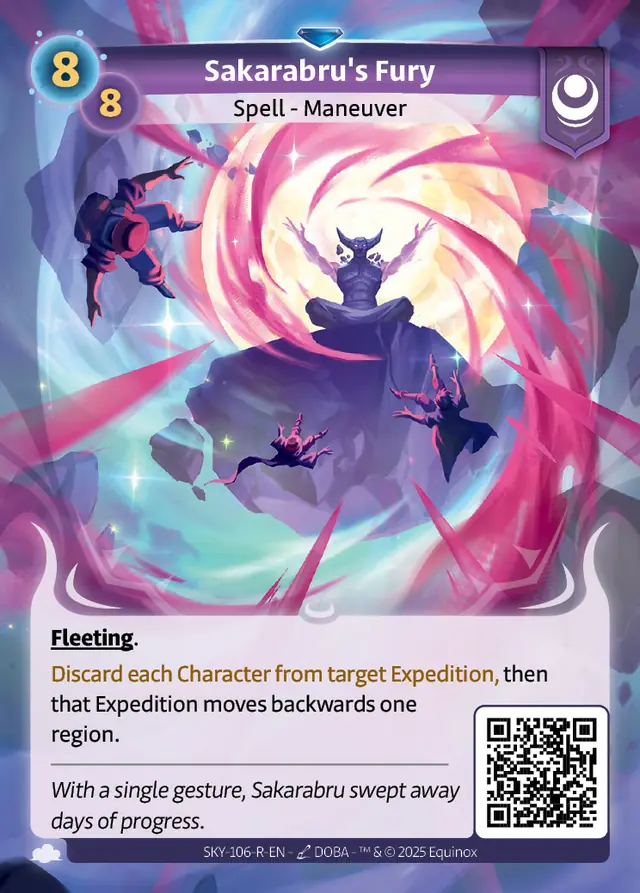 8
8
Sakarabru's Fury
Spell - Maneuver
Fleeting.
Discard each Character from target Expedition, then
that Expedition moves backwards one
region.
With a single gesture, Sakarabru swept away
days of progress.
SKY-106-R-EN - DOBA - ™ & © 2025 Equinox